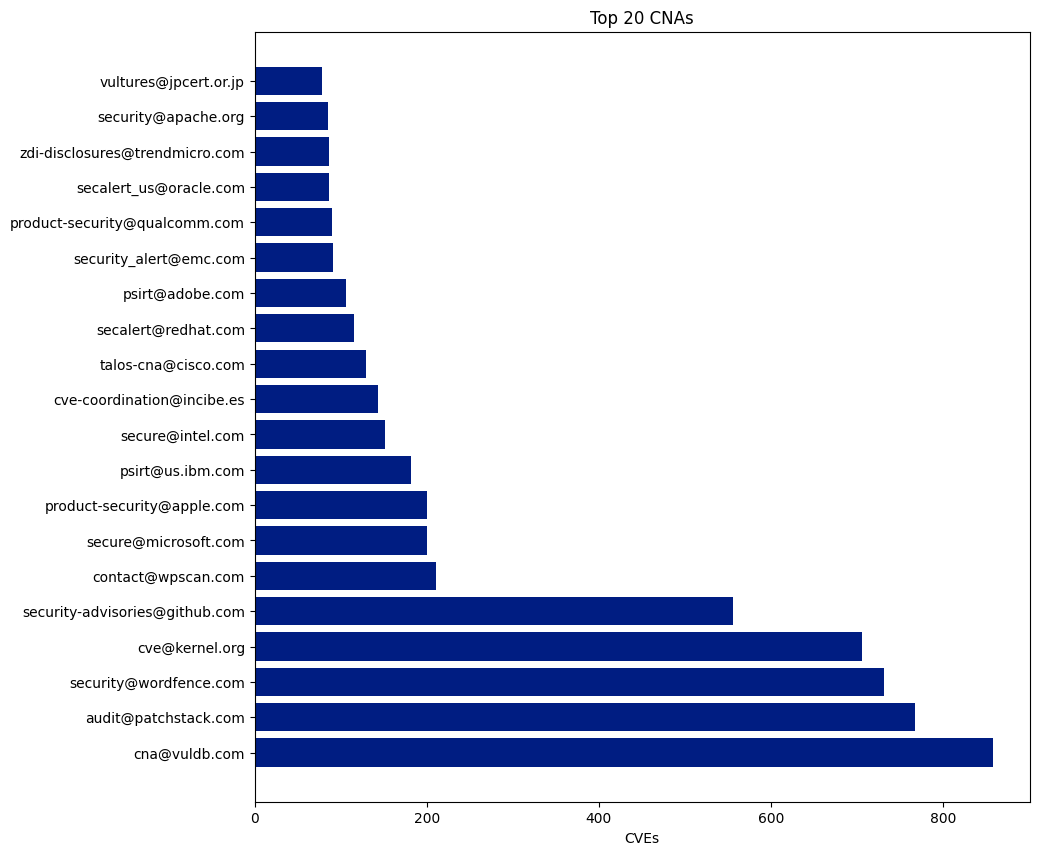 Top 20 CNAs
vultures@jpcert.or.jp
security@apache.org
zdi-disclosures@trendmicro.com
secalert_us@oracle.com
product-security@qualcomm.com
security_alert@emc.com
psirt@adobe.com
secalert@redhat.com
talos-cna@cisco.com
cve-coordination@incibe.es
secure@intel.com
psirt@us.ibm.com
product-security@apple.com
secure@microsoft.com
contact@wpscan.com
security-advisories@github.com
cve@kernel.org
security@wordfence.com
audit@patchstack.com
cna@vuldb.com
0 200 400 600 800
CVEs